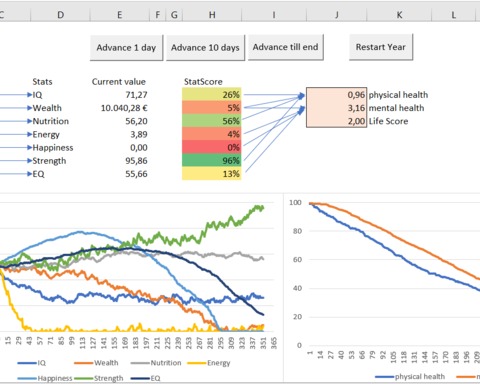 C D E F G H I J K L
Advance 1 day Advance 10 days Advance till end Restart Year
Stats Current value StatScore
IQ 71,27 26% 0,96 physical health
Wealth 10.040,28 € 5% 3,16 mental health
Nutrition 56,20 56% 2,00 Life Score
Energy 3,89 4%
Happiness 0,00 0%
Strength 95,86 96%
EQ 55,66 13%
100
80
60
40
20
0
15 29 43 57 71 85 99 113 127 141 155 169 183 197 211 225 239 253 267 281 295 309 323 337 351 365
1 14 27 40 53 66 79 92 105 118 131 144 157 170 183 196 209
IQ Wealth Nutrition Energy
Happiness Strength EQ
physical health